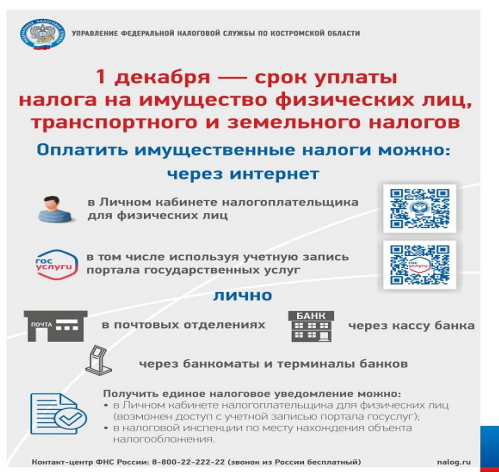 УПРАВЛЕНИЕ ФЕДЕРАЛЬНОЙ НАЛОГОВОЙ СЛУЖБЫ ПО КОСТРОМСКОЙ ОБЛАСТИ
1 декабря — срок уплаты
налога на имущество физических лиц,
транспортного и земельного налогов
Оплатить имущественные налоги можно:
через интернет
в Личном кабинете налогоплательщика
для физических лиц
гос
услуги
в том числе используя учетную запись
портала государственных услуг
лично
ПОЧТА
в почтовых отделениях
БАНК
через кассу банка
через банкоматы и терминалы банков
Получить единое налоговое уведомление можно:
• в Личном кабинете налогоплательщика для физических лиц
(возможен доступ с учетной записью портала госуслуг);
• в налоговой инспекции по месту нахождения объекта
налогообложения.
Контакт-центр ФНС России: 8-800-22-222-22 (звонок из России бесплатный)
nalog.ru